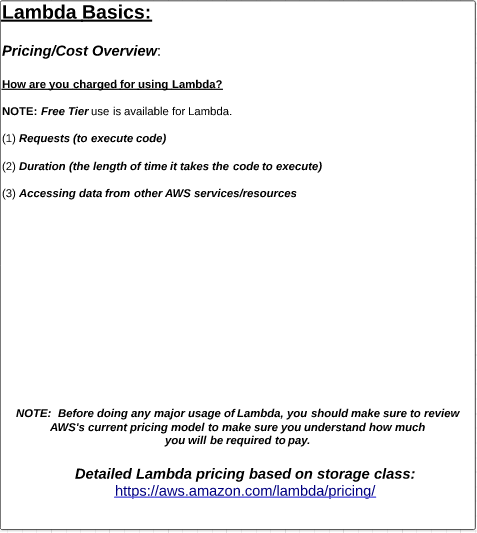 Lambda Basics:
Pricing/Cost Overview:
How are you charged for using Lambda?
NOTE: Free Tier use is available for Lambda.
(1) Requests (to execute code)
(2) Duration (the length of time it takes the code to execute)
(3) Accessing data from other AWS services/resources
NOTE:  Before doing any major usage of Lambda, you should make sure to review
AWS's current pricing model to make sure you understand how much
you will be required to pay.
Detailed Lambda pricing based on storage class:
https://aws.amazon.com/lambda/pricing/